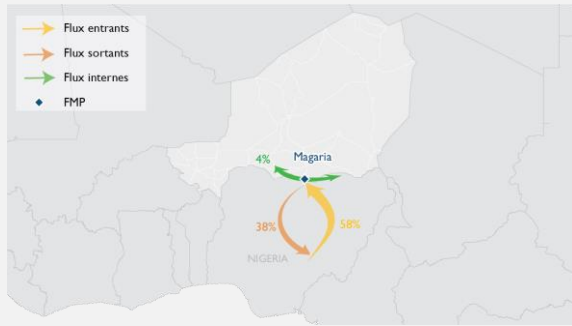 Flux entrants
Flux sortants
Flux internes
FMP
4%
Magaria
38%
58%
NIGERIA